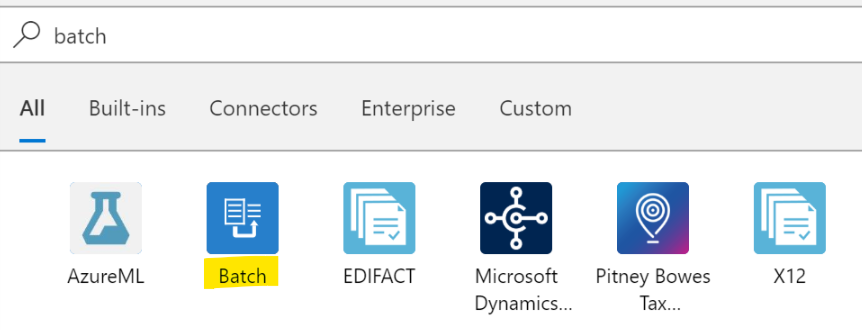 batch
All Built-ins Connectors Enterprise Custom
AzureML Batch EDIFACT Microsoft Dynamics... Pitney Bowes Tax... X12